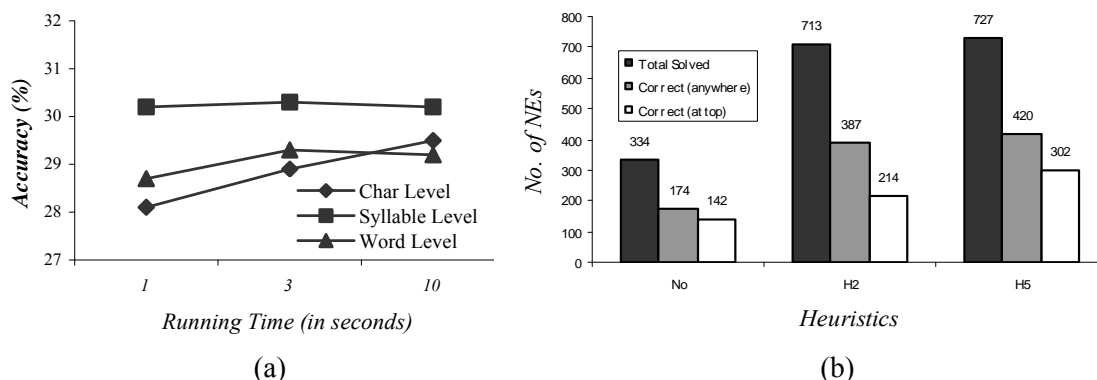 32
31
30
29
28
27
Accuracy (%)
1 3 10
Running Time (in seconds)
Char Level
Syllable Level
Word Level
(a)
800
700
600
500
400
300
200
100
0
No. of NEs
Total Solved
Correct (anywhere)
Correct (at top)
334
174
142
713
387
214
727
420
302
No H2 H5
Heuristics
(b)